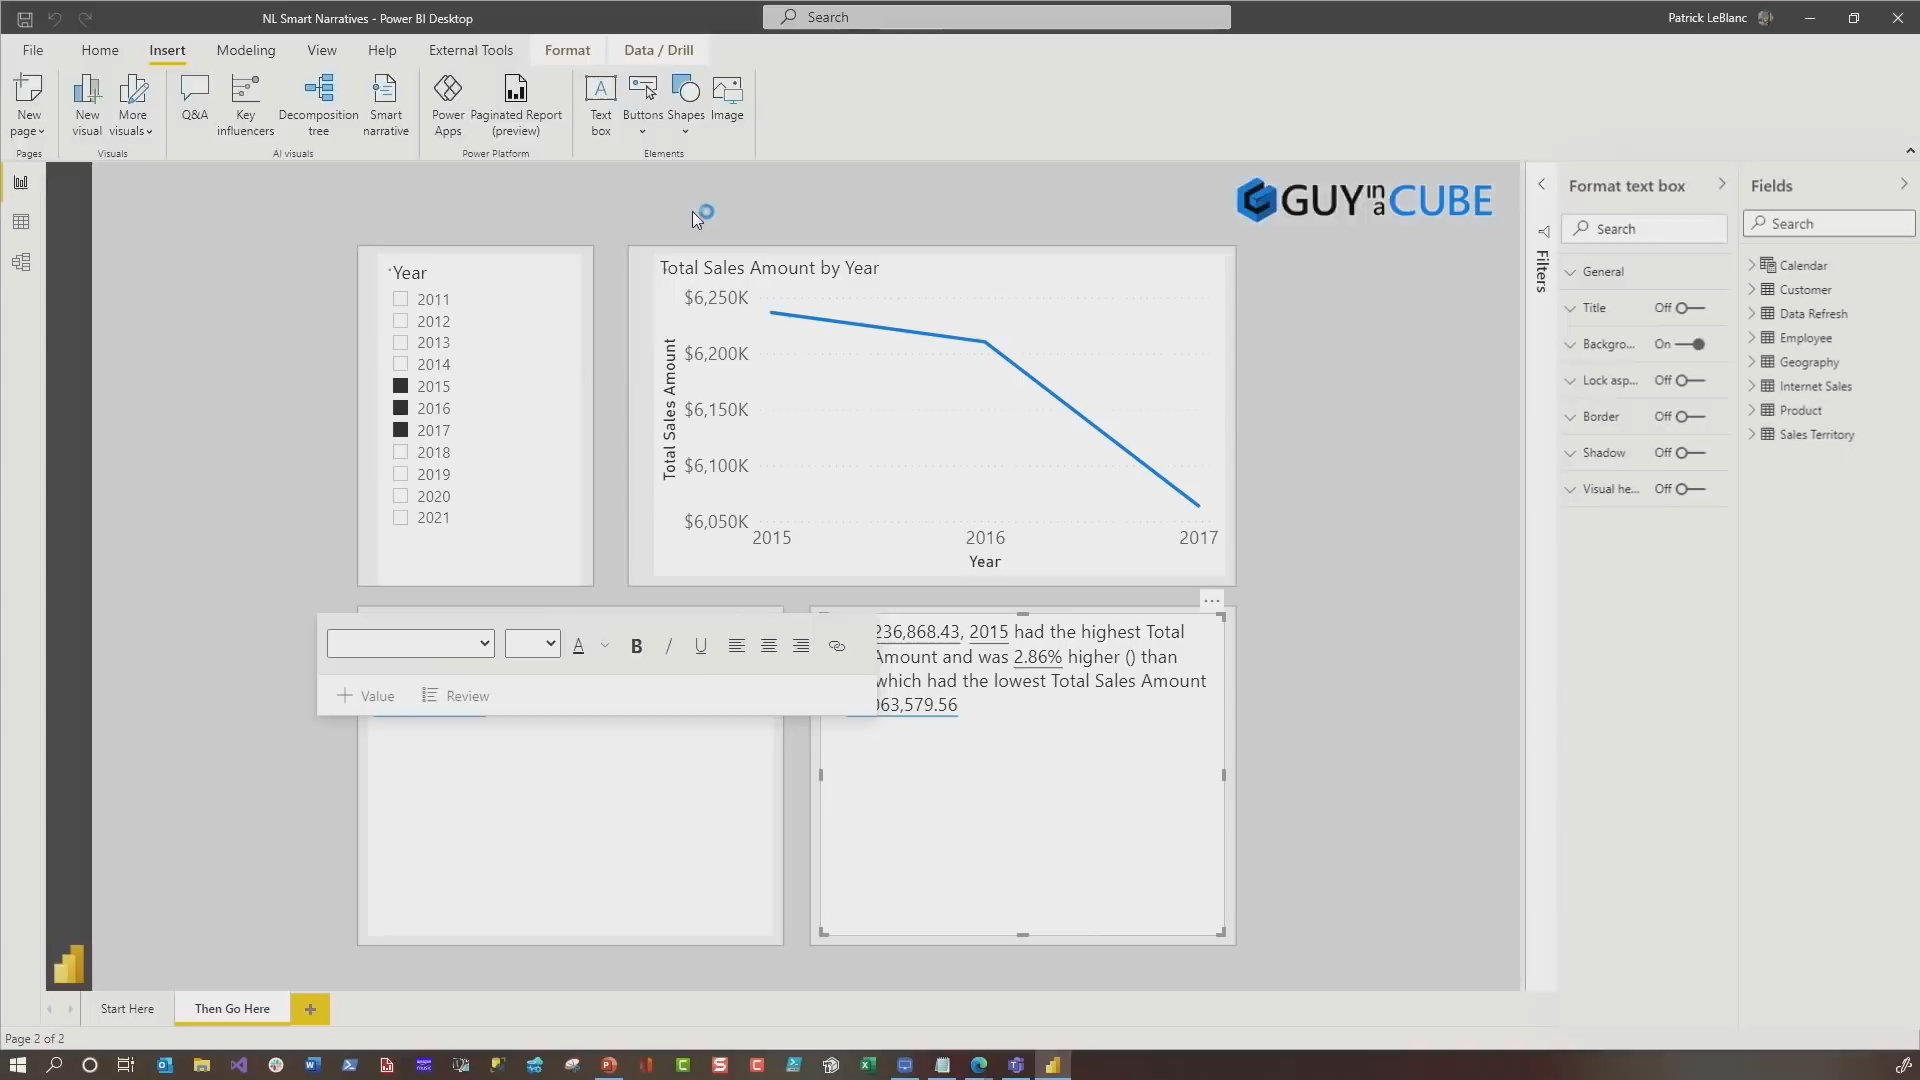 NL Smart Narratives - Power BI Desktop
Search
Patrick LeBlanc
File Home Insert Modeling View Help External Tools Format Data / Drill
New page
New visual
More visuals
Q&A
Key influencers
Decomposition tree
Smart narrative
Power Apps
Paginated Report (preview)
Text box
Buttons
Shapes
Image
Pages Visuals AI visuals Power Platform Elements
GUY in a CUBE
Year
2011
2012
2013
2014
2015
2016
2017
2018
2019
2020
2021
Total Sales Amount by Year
Total Sales Amount
$6,250K
$6,200K
$6,150K
$6,100K
$6,050K
2015 2016 2017
Year
A B / U
Value Review
236,868.43, 2015 had the highest Total
Amount and was 2.86% higher () than
which had the lowest Total Sales Amount
063,579.56
Filters
Format text box
Search
General
Title Off
Backgro... On
Lock asp... Off
Border Off
Shadow Off
Visual he... Off
Fields
Search
Calendar
Customer
Data Refresh
Employee
Geography
Internet Sales
Product
Sales Territory
Start Here Then Go Here
Page 2 of 2